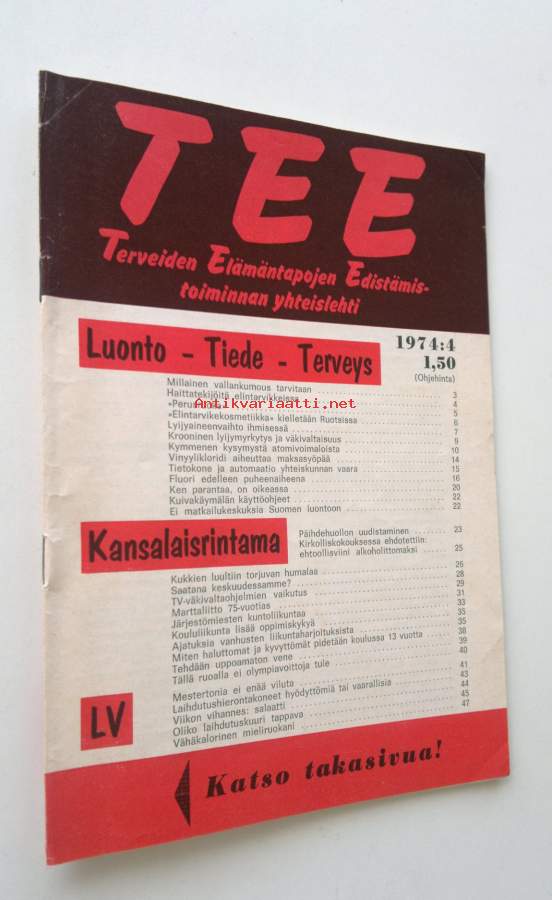 TEE
Terveiden Elämäntapojen Edistämis-
toiminnan yhteislehti
Luonto - Tiede - Terveys
1974:4
1,50
(Ohjehinta)
Millainen vallankumous tarvitaan 3
Haittatekijöitä elintarvikkeissa 4
Antikvariaatti.net
5
»Elintarvikekosmetiikka» kielletään Ruotsissa 6
Lyijyaineenvaihto ihmisessä 7
Krooninen lyijymyrkytys ja väkivaltaisuus 9
Kymmenen kysymystä atomivoimaloista 10
Vinyylikloridi aiheuttaa maksasyöpää 14
Tietokone ja automaatio yhteiskunnan vaara 15
Fluori edelleen puheenaiheena 16
Ken parantaa, on oikeassa 20
Kuivakäymälän käyttöohjeet 22
Ei matkailukeskuksia Suomen luontoon 22
Kansalaisrintama
Päihdehuollon uudistaminen 23
Kirkolliskokouksessa ehdotettiin:
ehtoollisviini alkoholittomaksi 25
Kukkien luultiin torjuvan humalaa 26
Saatana keskuudessamme? 28
TV-väkivaltaohjelmien vaikutus 29
Marttaliitto 75-vuotias 31
Järjestömiesten kuntoliikuntaa 33
Koululiikunta lisää oppimiskykyä 35
Ajatuksia vanhusten liikuntaharjoituksista 35
Miten haluttomat ja kyvyttömät pidetään koulussa 13 vuotta 38
Tehdään uppoamaton vene 39
Tällä ruoalla ei olympiavoittoja tule 40
LV
Mestertonia ei enää viluta 41
Laihdutushierontakoneet hyödyttömiä tai vaarallisia 43
Viikon vihannes: salaatti 44
Oliko laihdutuskuuri tappava 45
Vähäkalorinen mieliruokani 47
Katso takasivua!